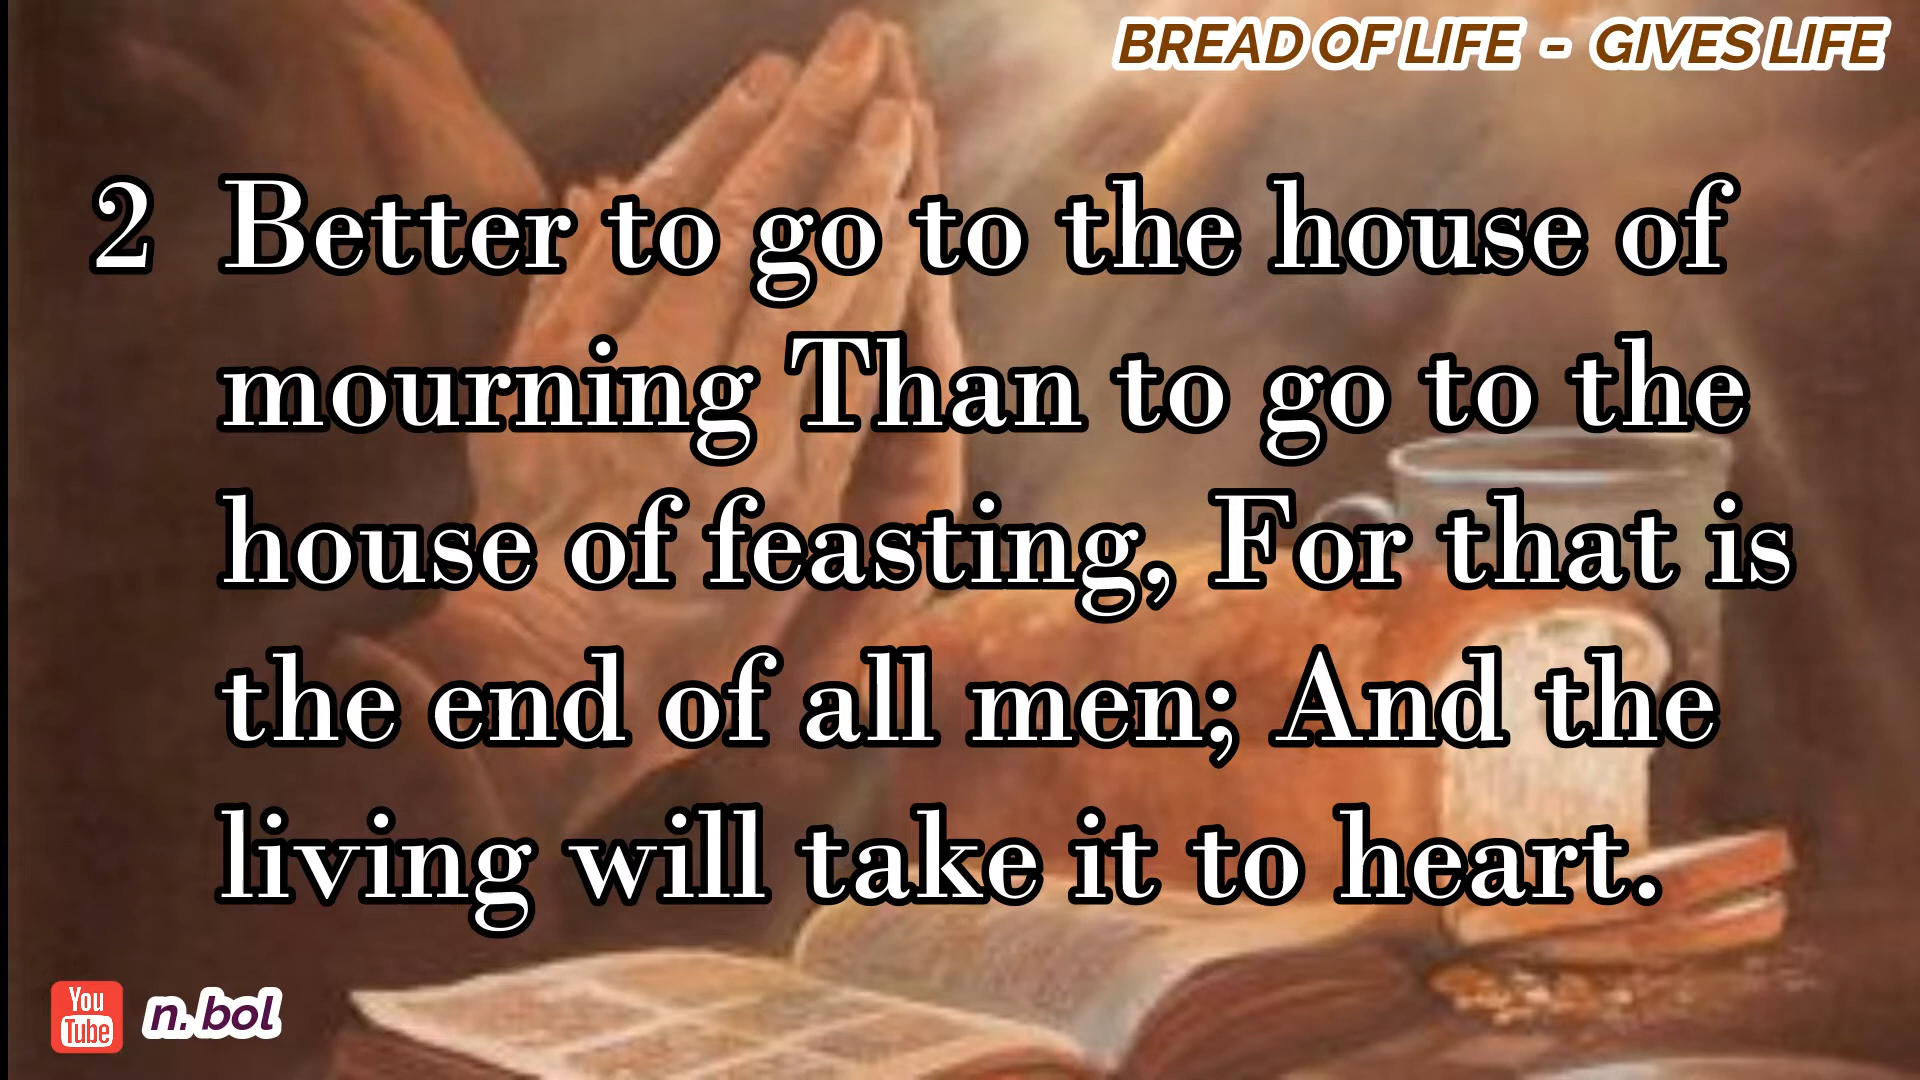 BREAD OF LIFE - GIVES LIFE
2 Better to go to the house of
mourning Than to go to the
house of feasting, For that is
the end of all men; And the
living will take it to heart.
You
Tube
n. bol